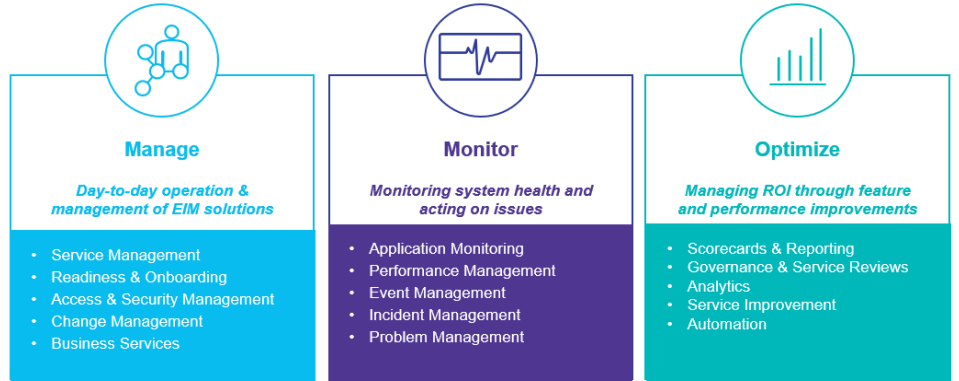 Manage
Day-to-day operation &
management of EIM solutions
• Service Management
• Readiness & Onboarding
• Access & Security Management
• Change Management
• Business Services
Monitor
Monitoring system health and
acting on issues
• Application Monitoring
• Performance Management
• Event Management
• Incident Management
• Problem Management
Optimize
Managing ROI through feature
and performance improvements
• Scorecards & Reporting
• Governance & Service Reviews
• Analytics
• Service Improvement
• Automation